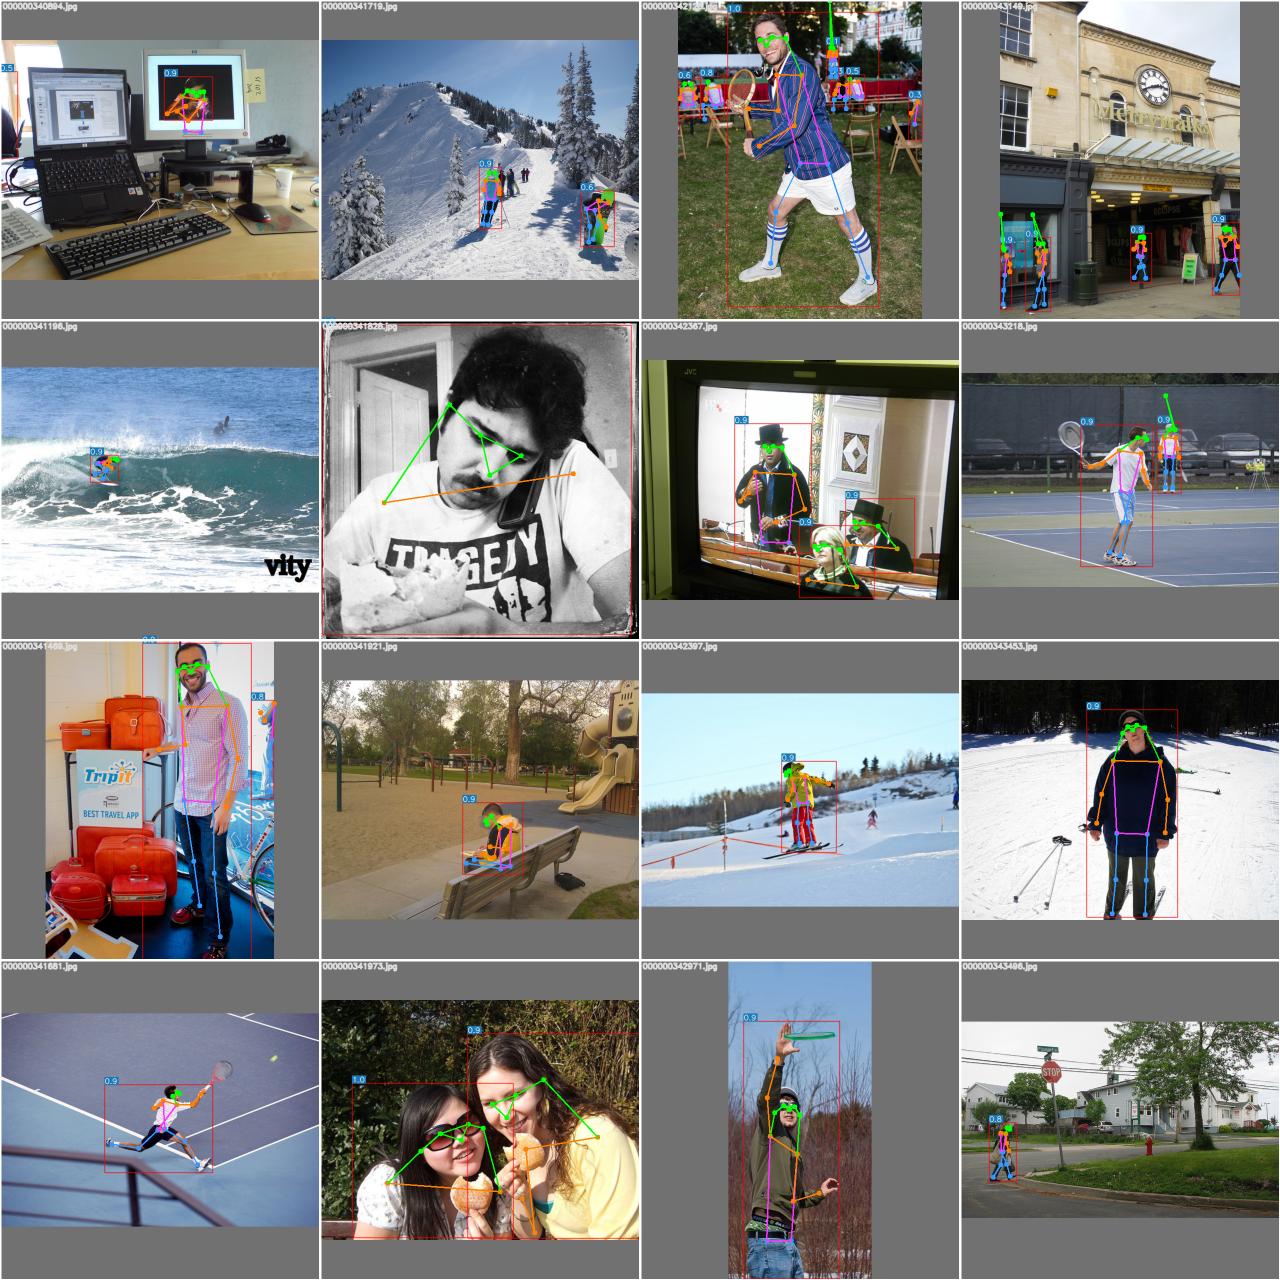 000000340894.jpg
0.5
0.9
000000341719.jpg
0.9
0.6
1.0
0.6
0.8
0.5
0.3
000000343149.jpg
Merrywalks
0.9
0.9
0.9
000000341196.jpg
0.9
vity
000000341828.jpg
TRAGEDY
000000342367.jpg
JVC
0.9
0.9
0.9
000000343218.jpg
0.9
0.9
000000341469.jpg
0.8
TripIt
BEST TRAVEL APP
000000341921.jpg
0.9
000000342397.jpg
0.9
000000343453.jpg
0.9
000000341681.jpg
0.9
000000341973.jpg
0.9
1.0
000000342971.jpg
0.9
000000343496.jpg
STOP
0.8